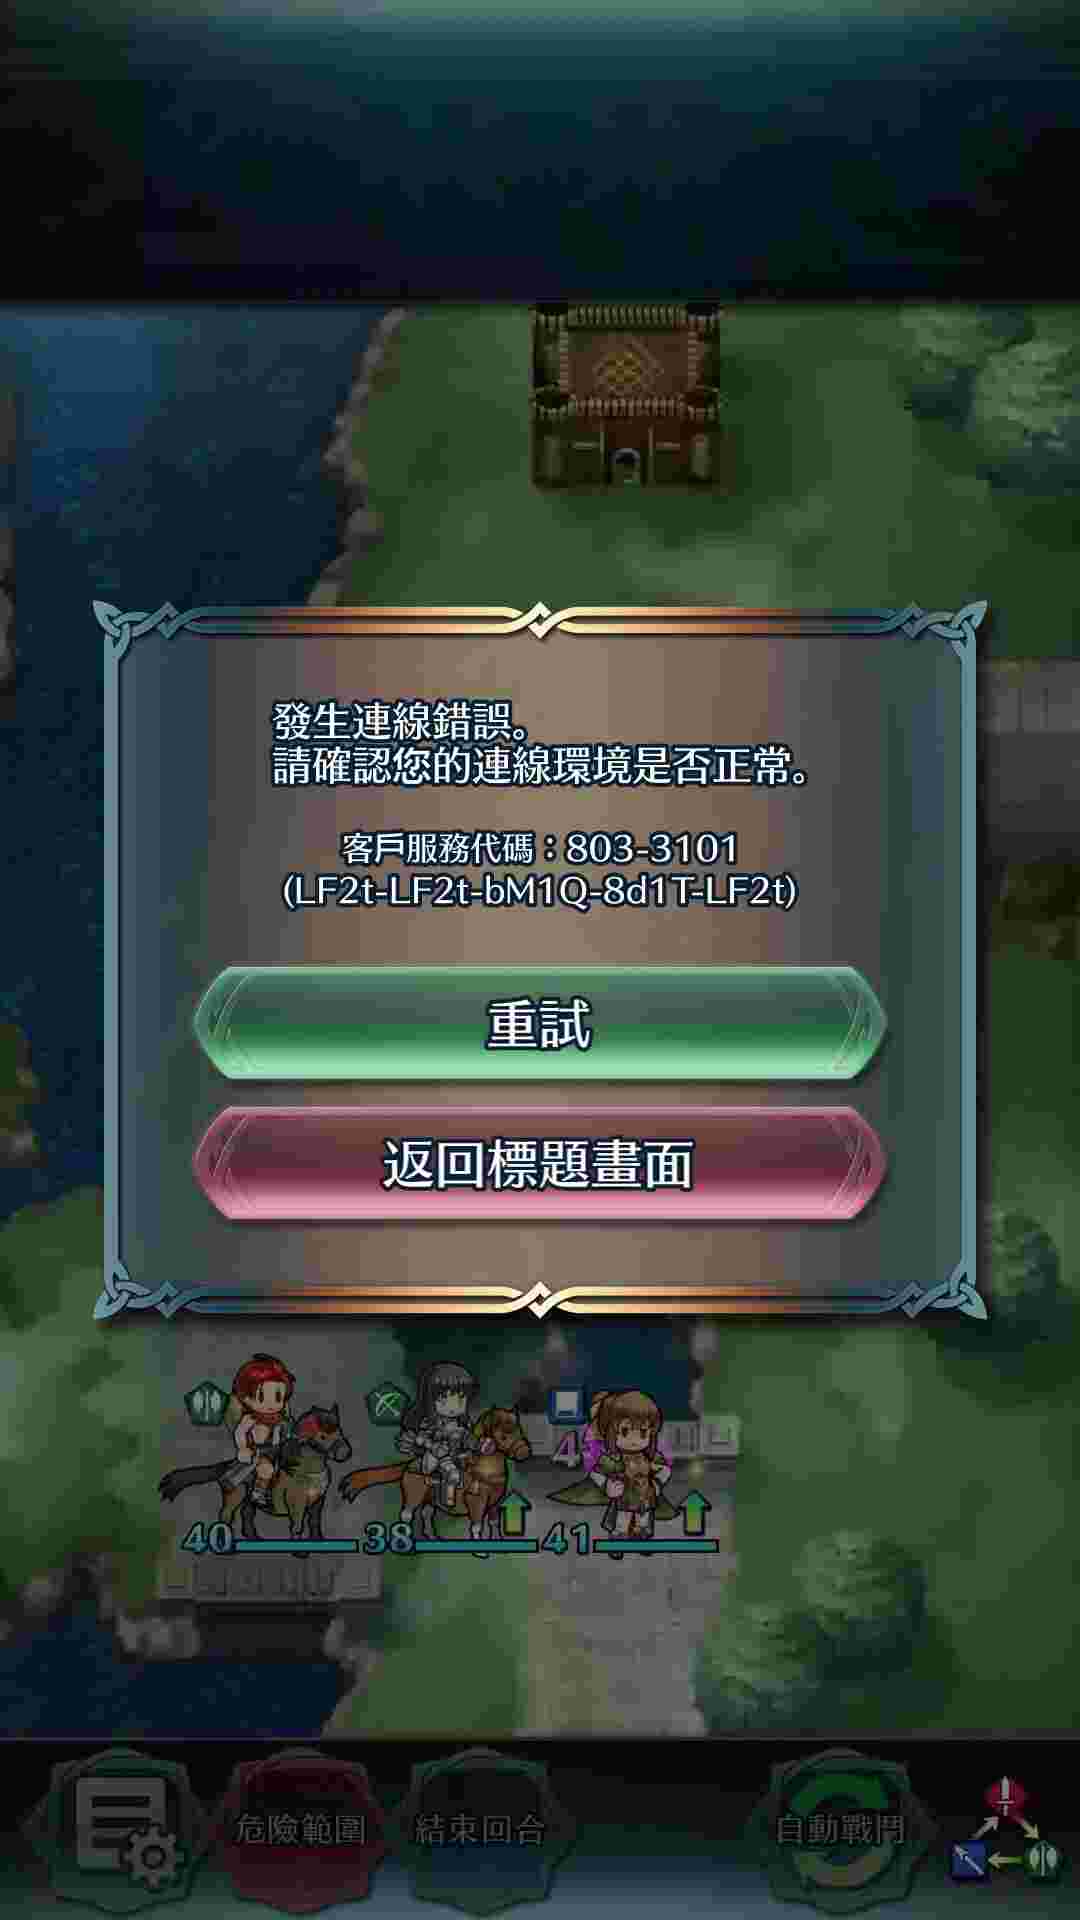 發生連線錯誤。
請確認您的連線環境是否正常。
客戶服務代碼：803-3101
(LF2t-LF2t-bM1Q-8d1T-LF2t)
重試
返回標題畫面
4
40
38
41
危險範圍
結束回合
自動戰鬥